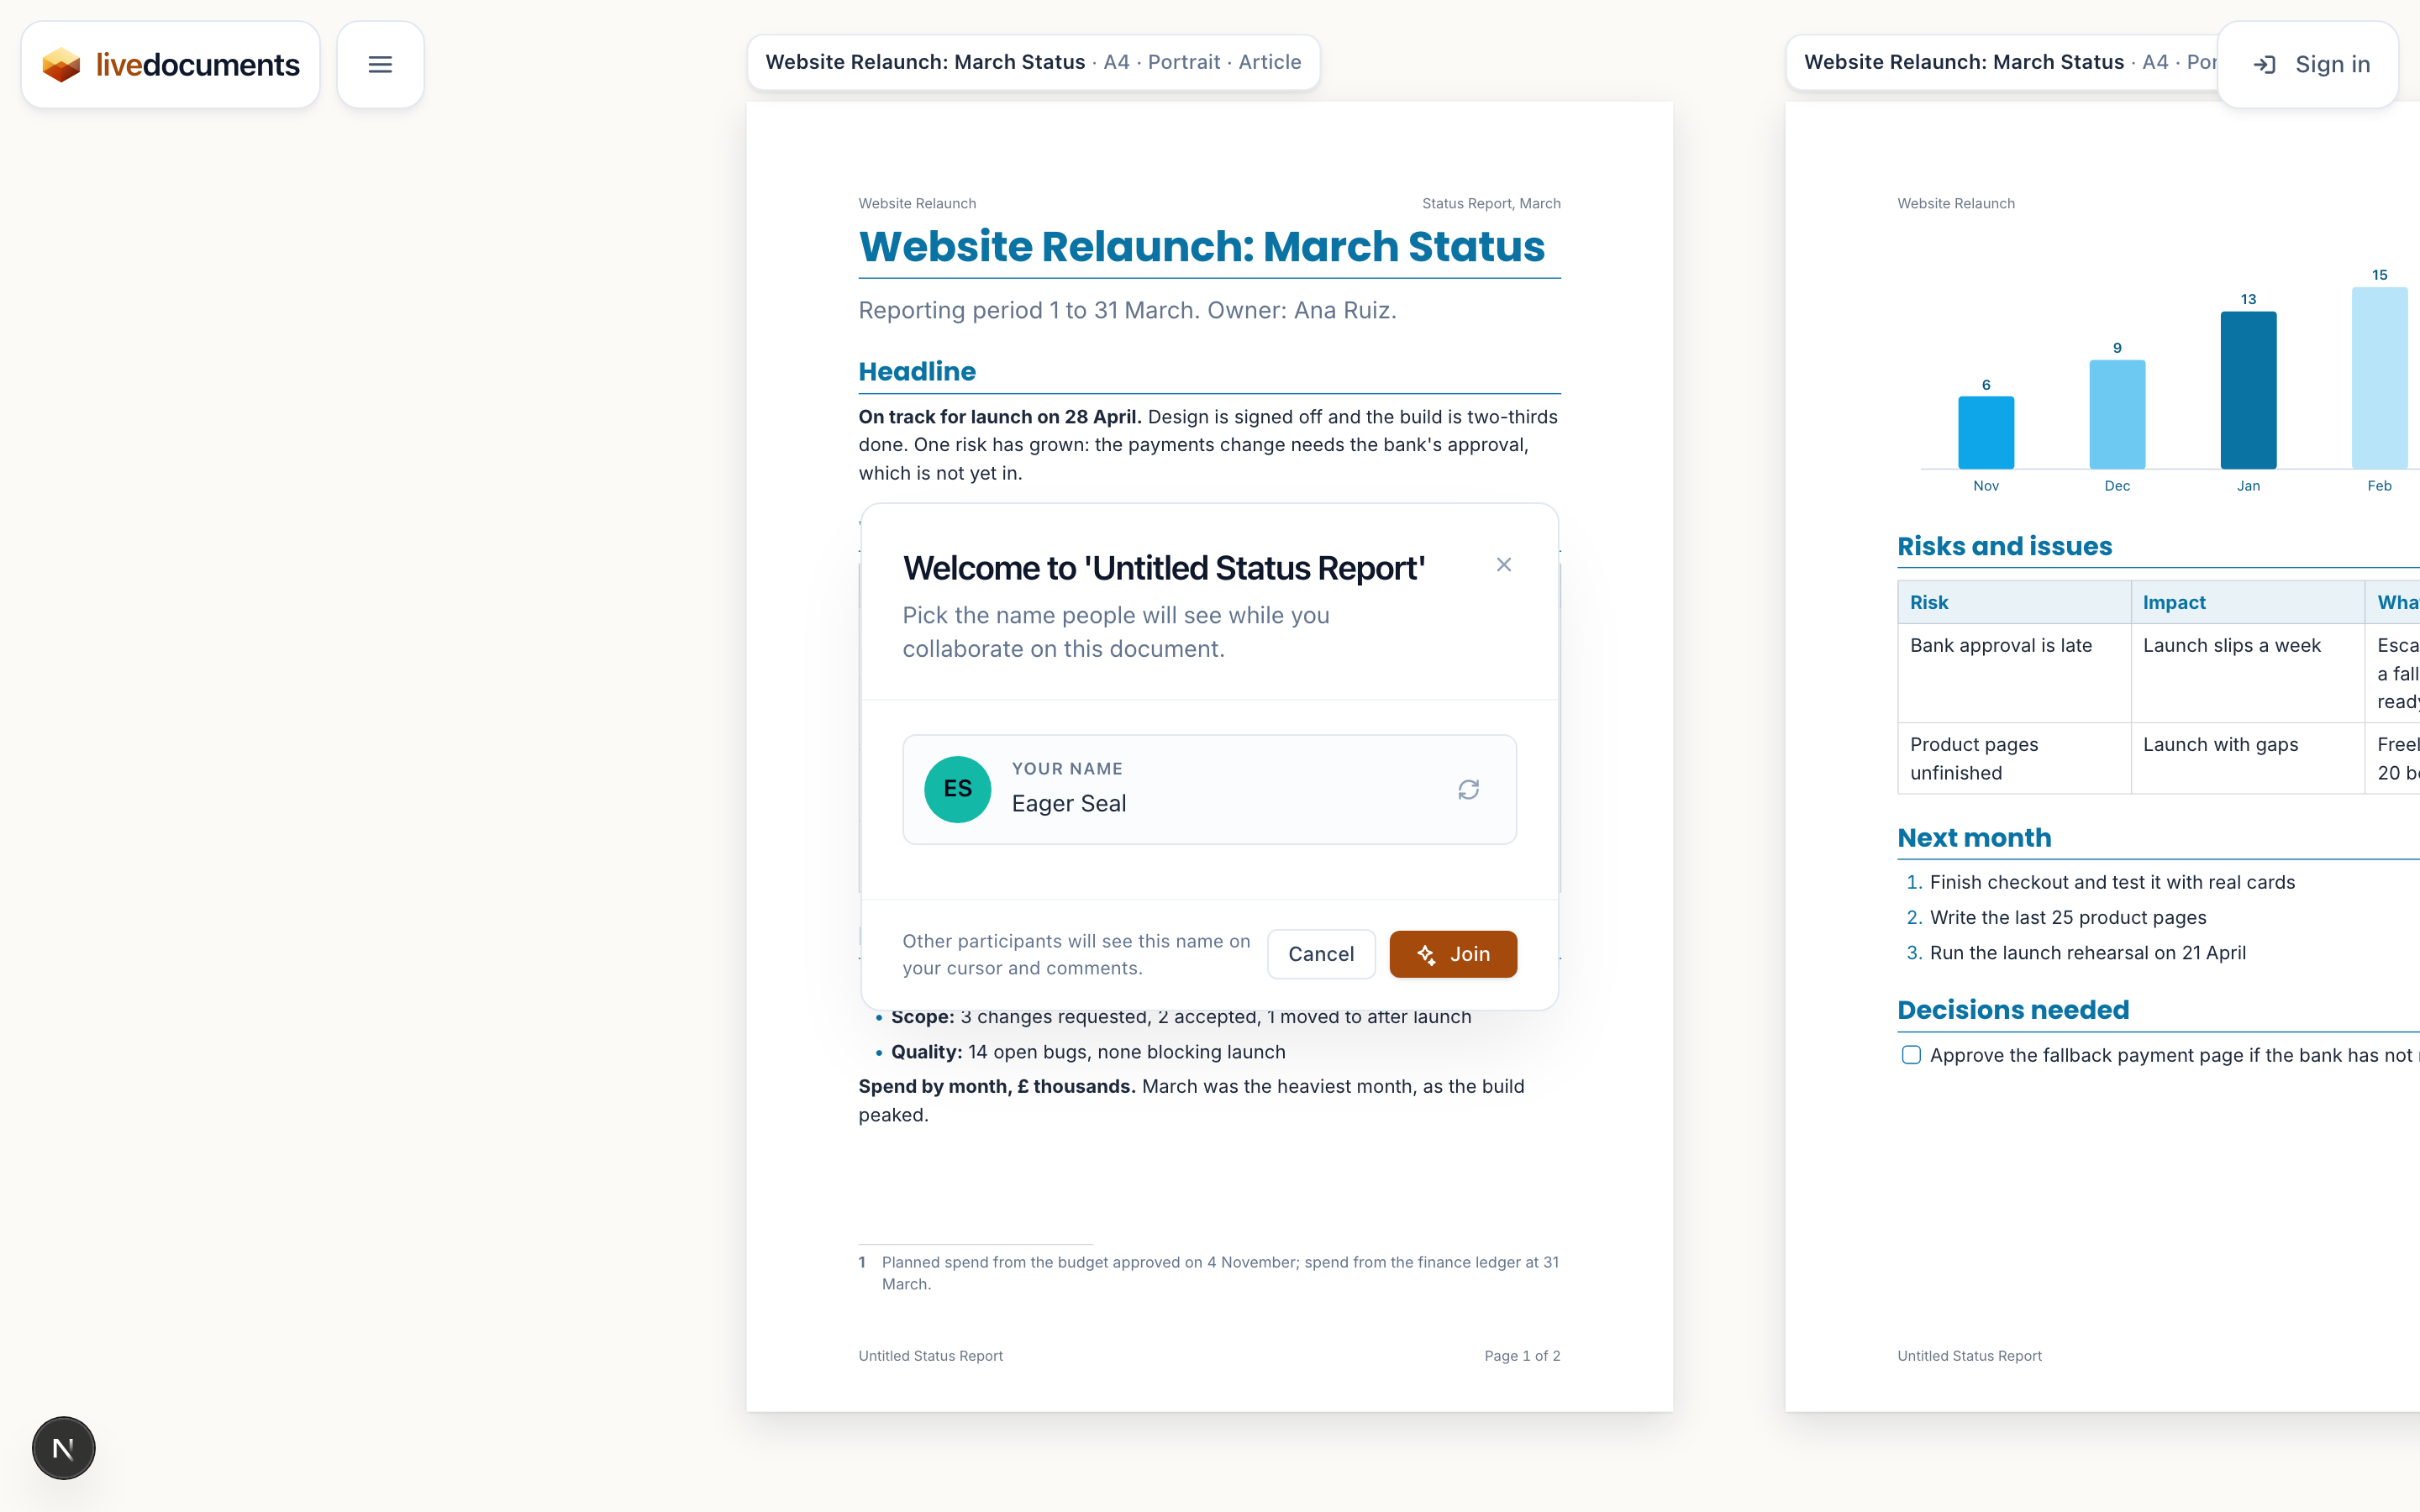 livedocuments
Website Relaunch: March Status · A4 · Portrait · Article
Website Relaunch: March Status · A4 ·
Sign in
Website Relaunch
Status Report, March
Website Relaunch: March Status
Reporting period 1 to 31 March. Owner: Ana Ruiz.
Headline
On track for launch on 28 April. Design is signed off and the build is two-thirds
done. One risk has grown: the payments change needs the bank's approval,
which is not yet in.
Welcome to 'Untitled Status Report'
Pick the name people will see while you
collaborate on this document.
ES
YOUR NAME
Eager Seal
Other participants will see this name on
your cursor and comments.
Cancel
Join
• Scope: 3 changes requested, 2 accepted, 1 moved to after launch
• Quality: 14 open bugs, none blocking launch
Spend by month, £ thousands. March was the heaviest month, as the build
peaked.
1 Planned spend from the budget approved on 4 November; spend from the finance ledger at 31
March.
Untitled Status Report
Page 1 of 2
Website Relaunch
6
9
13
15
Nov
Dec
Jan
Feb
Risks and issues
Risk
Impact
Bank approval is late
Launch slips a week
a
Product pages
unfinished
Launch with gaps
20
Next month
1. Finish checkout and test it with real cards
2. Write the last 25 product pages
3. Run the launch rehearsal on 21 April
Decisions needed
Approve the fallback payment page if the bank has not
Untitled Status Report
N